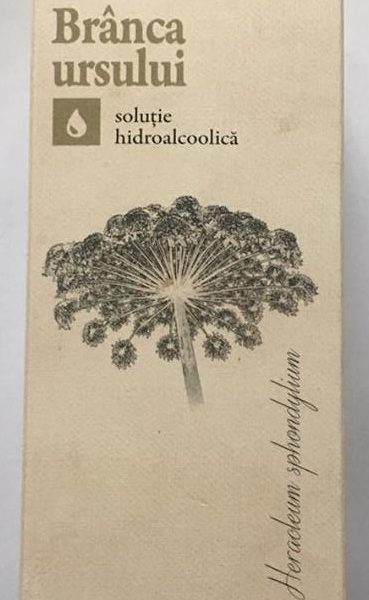 Brânca
ursului
soluție
hidroalcoolică
Heracleum sphondylium